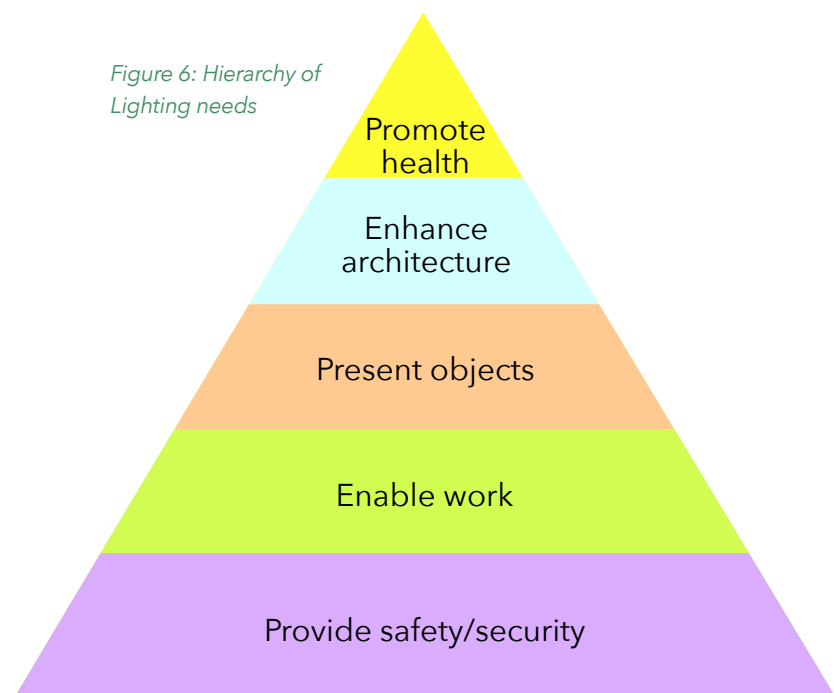 Figure 6: Hierarchy of
Lighting needs
Promote
health
Enhance
architecture
Present objects
Enable work
Provide safety/security